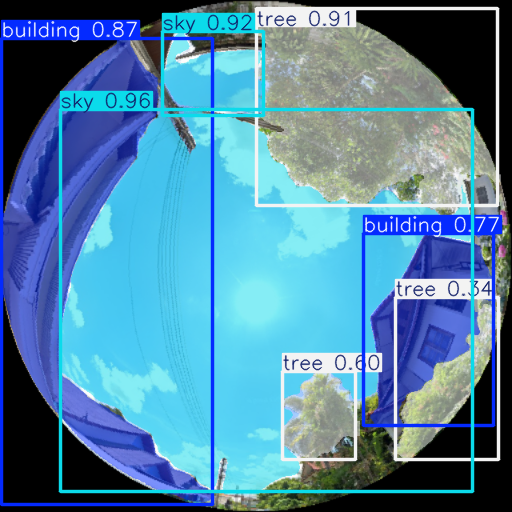 tree 0.91
sky 0.92
building 0.87
sky 0.96
building 0.77
tree 0.34
tree 0.60